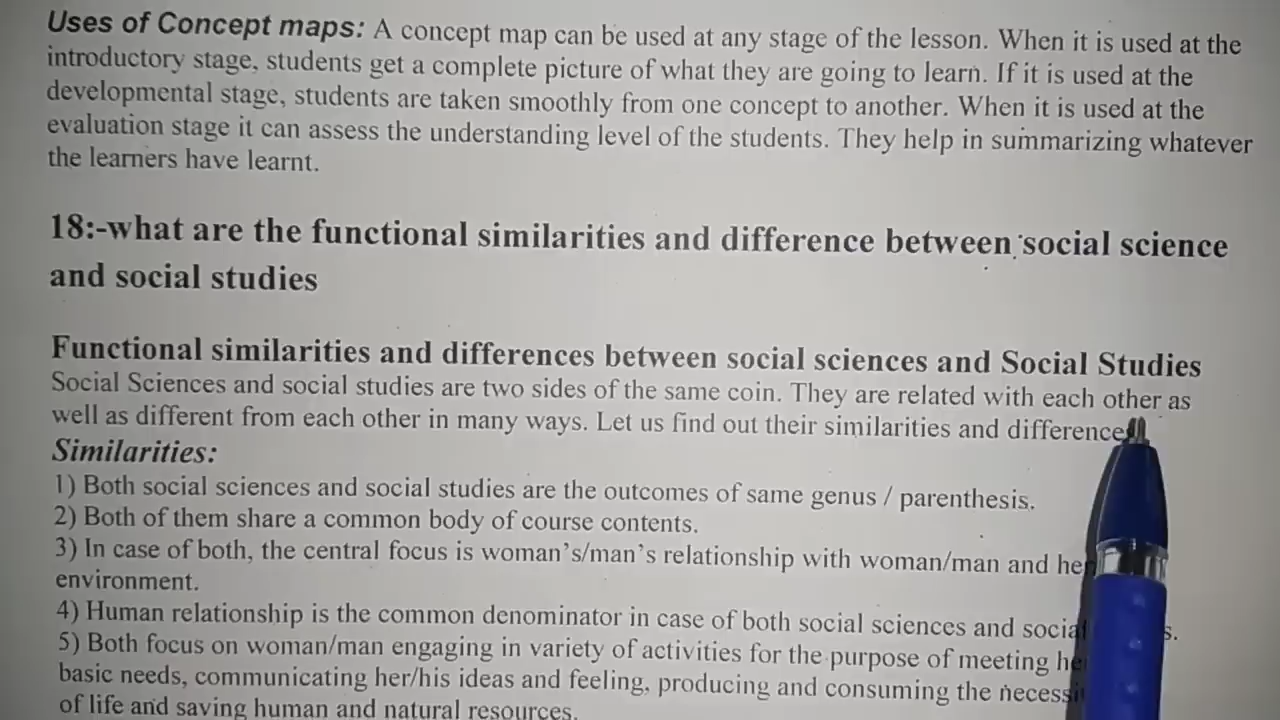 Uses of Concept maps: A concept map can be used at any stage of the lesson. When it is used at the
introductory stage, students get a complete picture of what they are going to learn. If it is used at the
developmental stage, students are taken smoothly from one concept to another. When it is used at the
evaluation stage it can assess the understanding level of the students. They help in summarizing whatever
the learners have learnt.
18:-what are the functional similarities and difference between social science
and social studies
Functional similarities and differences between social sciences and Social Studies
Social Sciences and social studies are two sides of the same coin. They are related with each other as
well as different from each other in many ways. Let us find out their similarities and difference
Similarities:
1) Both social sciences and social studies are the outcomes of same genus / parenthesis.
2) Both of them share a common body of course contents.
3) In case of both, the central focus is woman's/man's relationship with woman/man and
environment.
4) Human relationship is the common denominator in case of both social sciences and social
5) Both focus on woman/man engaging in variety of activities for the purpose of meeting
basic needs, communicating her/his ideas and feeling, producing and consuming the
of life and saving human and natural resources.